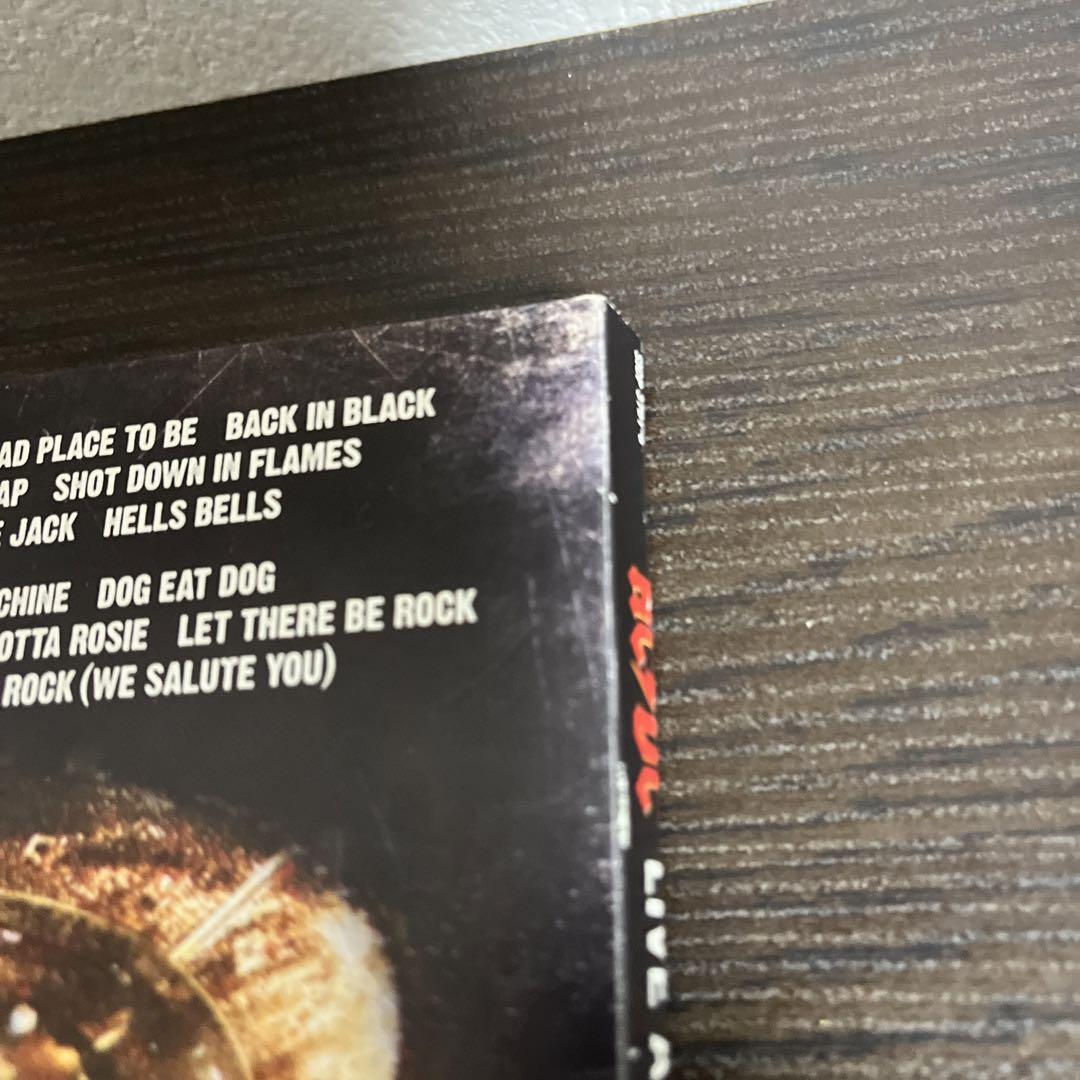 AD PLACE TO BE BACK IN BLACK
AP SHOT DOWN IN FLAMES
E JACK HELLS BELLS
CHINE DOG EAT DOG
OTTA ROSIE LET THERE BE ROCK
ROCK (WE SALUTE YOU)
AC/DC LIVE A